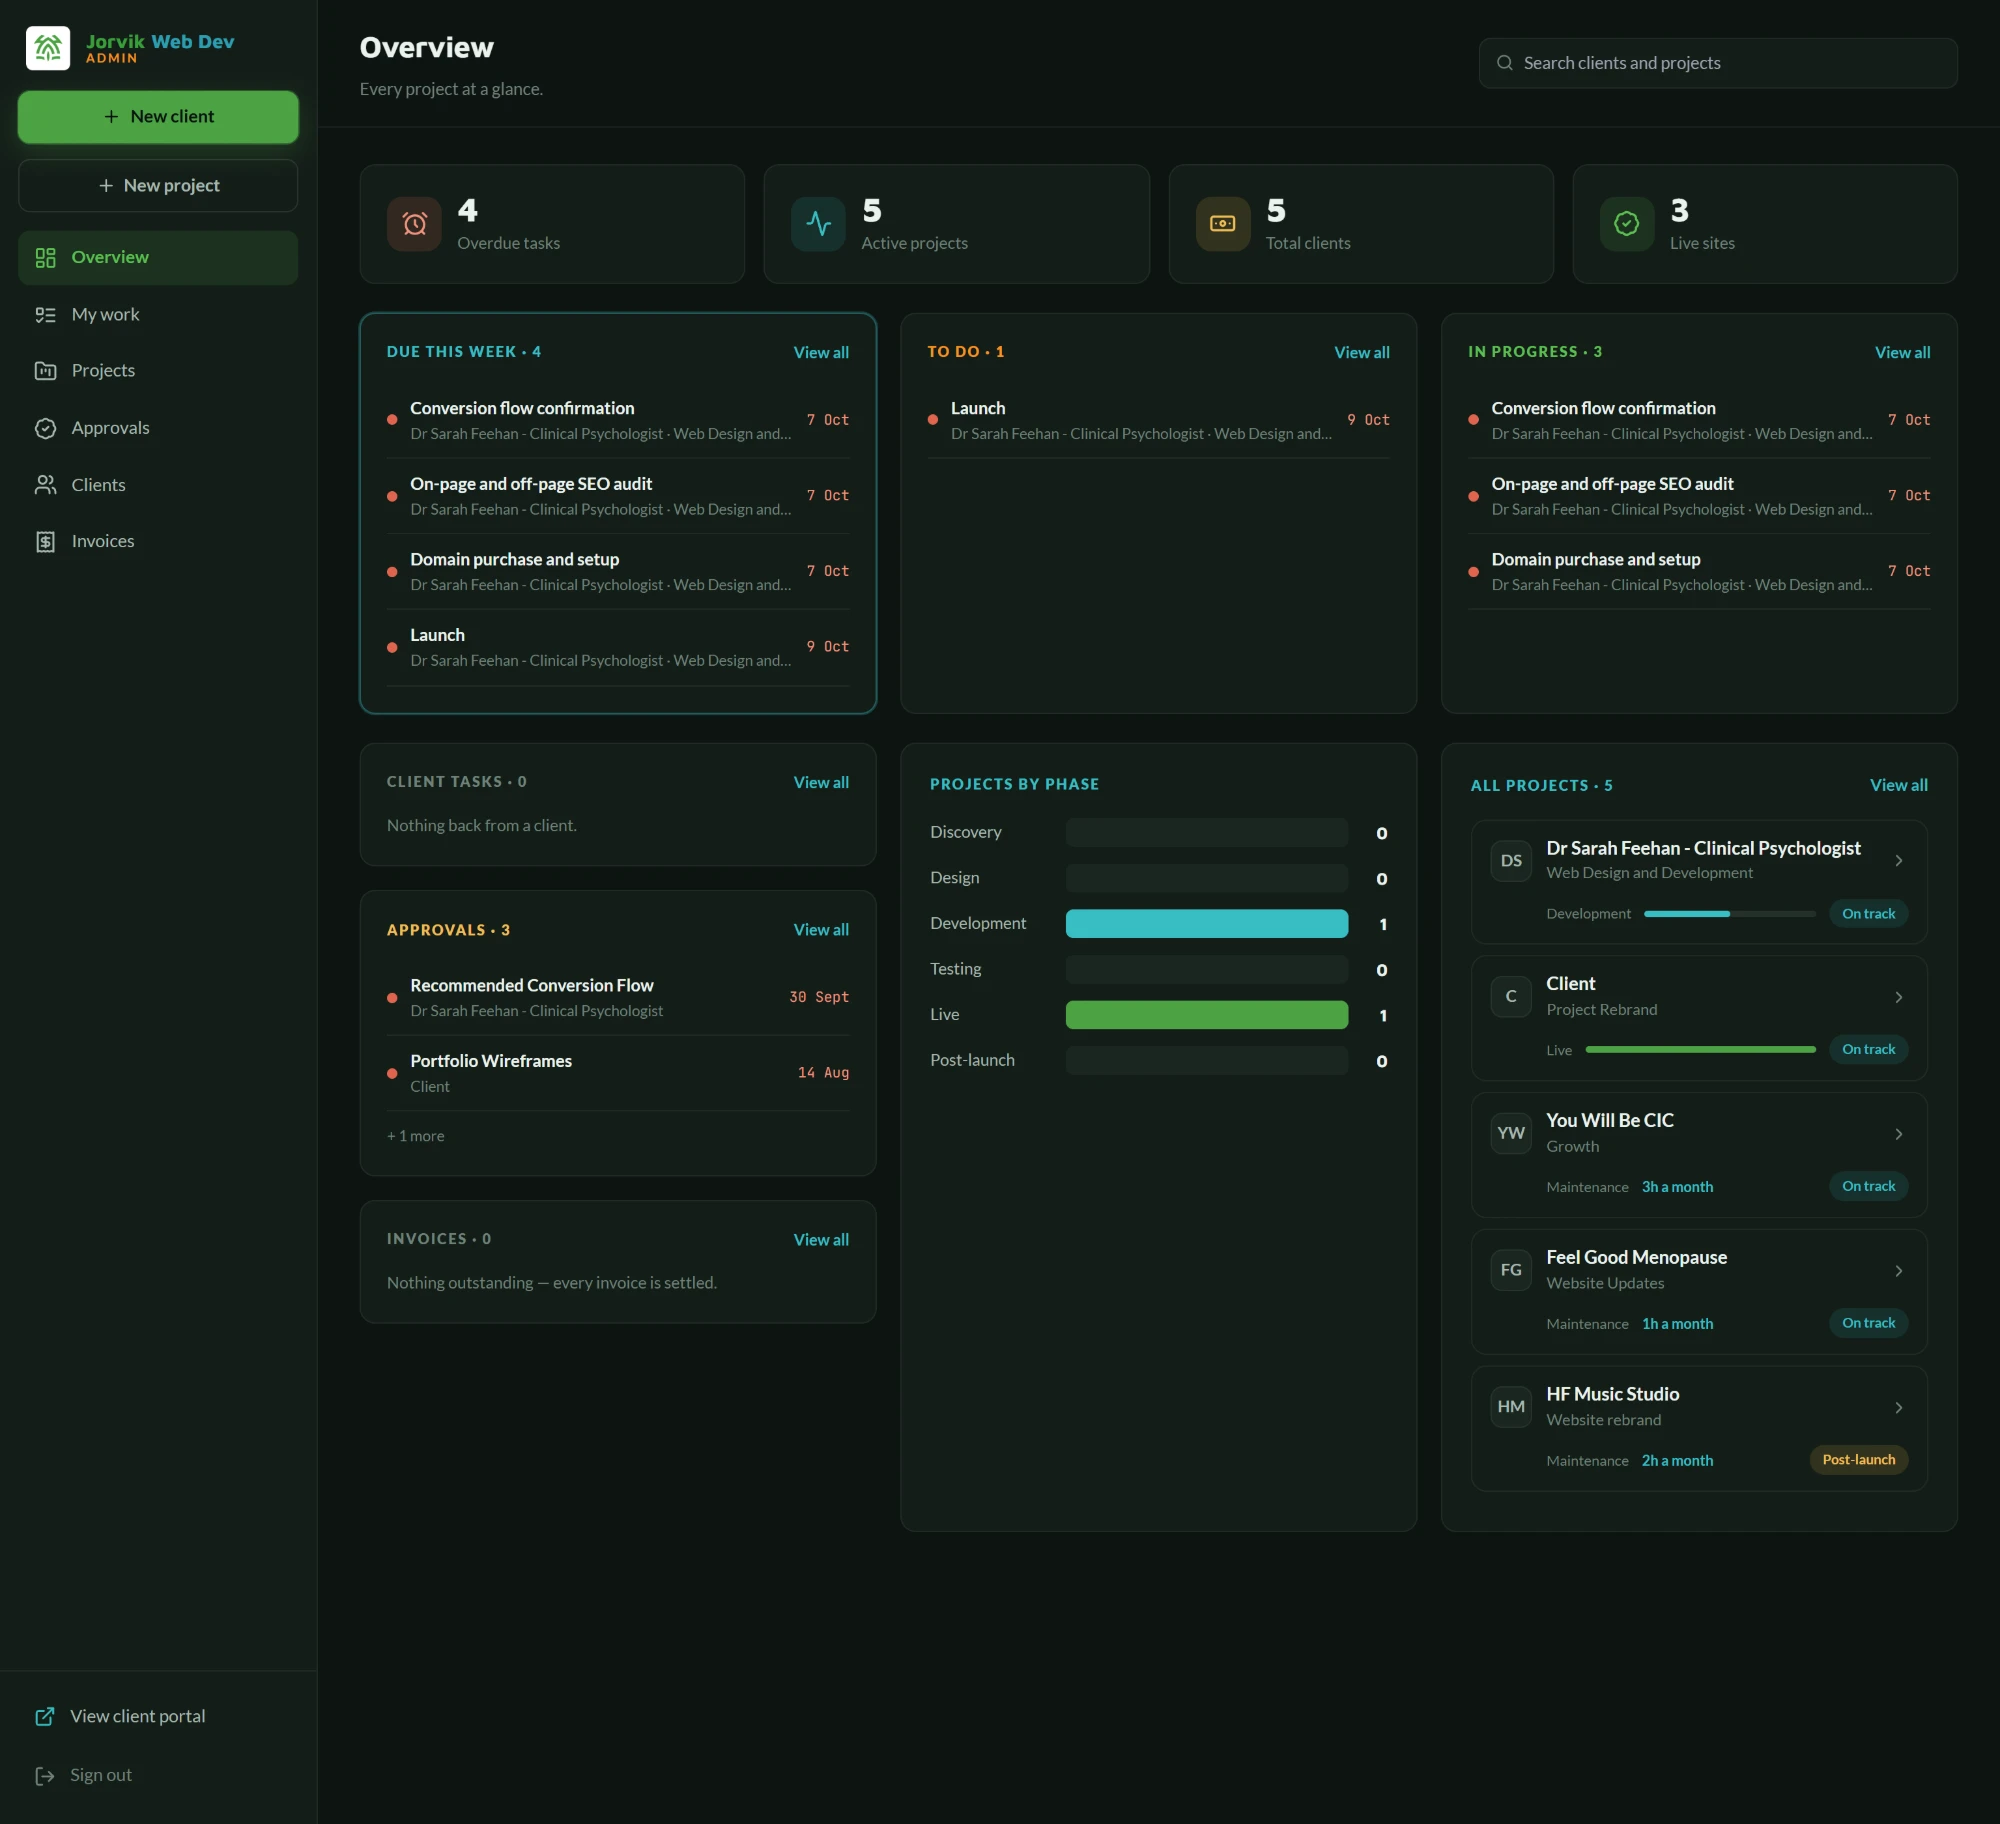 Jorvik Web Dev
ADMIN
New client
New project
Overview
My work
Projects
Approvals
Clients
Invoices
View client portal
Sign out
Overview
Every project at a glance.
Search clients and projects
4
Overdue tasks
5
Active projects
5
Total clients
3
Live sites
DUE THIS WEEK · 4 View all
Conversion flow confirmation
Dr Sarah Feehan - Clinical Psychologist · Web Design and... 7 Oct
On-page and off-page SEO audit
Dr Sarah Feehan - Clinical Psychologist · Web Design and... 7 Oct
Domain purchase and setup
Dr Sarah Feehan - Clinical Psychologist · Web Design and... 7 Oct
Launch
Dr Sarah Feehan - Clinical Psychologist · Web Design and... 9 Oct
TO DO · 1 View all
Launch
Dr Sarah Feehan - Clinical Psychologist · Web Design and... 9 Oct
IN PROGRESS · 3 View all
Conversion flow confirmation
Dr Sarah Feehan - Clinical Psychologist · Web Design and... 7 Oct
On-page and off-page SEO audit
Dr Sarah Feehan - Clinical Psychologist · Web Design and... 7 Oct
Domain purchase and setup
Dr Sarah Feehan - Clinical Psychologist · Web Design and... 7 Oct
CLIENT TASKS · 0 View all
Nothing back from a client.
APPROVALS · 3 View all
Recommended Conversion Flow
Dr Sarah Feehan - Clinical Psychologist 30 Sept
Portfolio Wireframes
Client 14 Aug
+ 1 more
INVOICES · 0 View all
Nothing outstanding — every invoice is settled.
PROJECTS BY PHASE
Discovery 0
Design 0
Development 1
Testing 0
Live 1
Post-launch 0
ALL PROJECTS · 5 View all
DS Dr Sarah Feehan - Clinical Psychologist
Web Design and Development
Development On track
C Client
Project Rebrand
Live On track
YW You Will Be CIC
Growth
Maintenance 3h a month On track
FG Feel Good Menopause
Website Updates
Maintenance 1h a month On track
HM HF Music Studio
Website rebrand
Maintenance 2h a month Post-launch